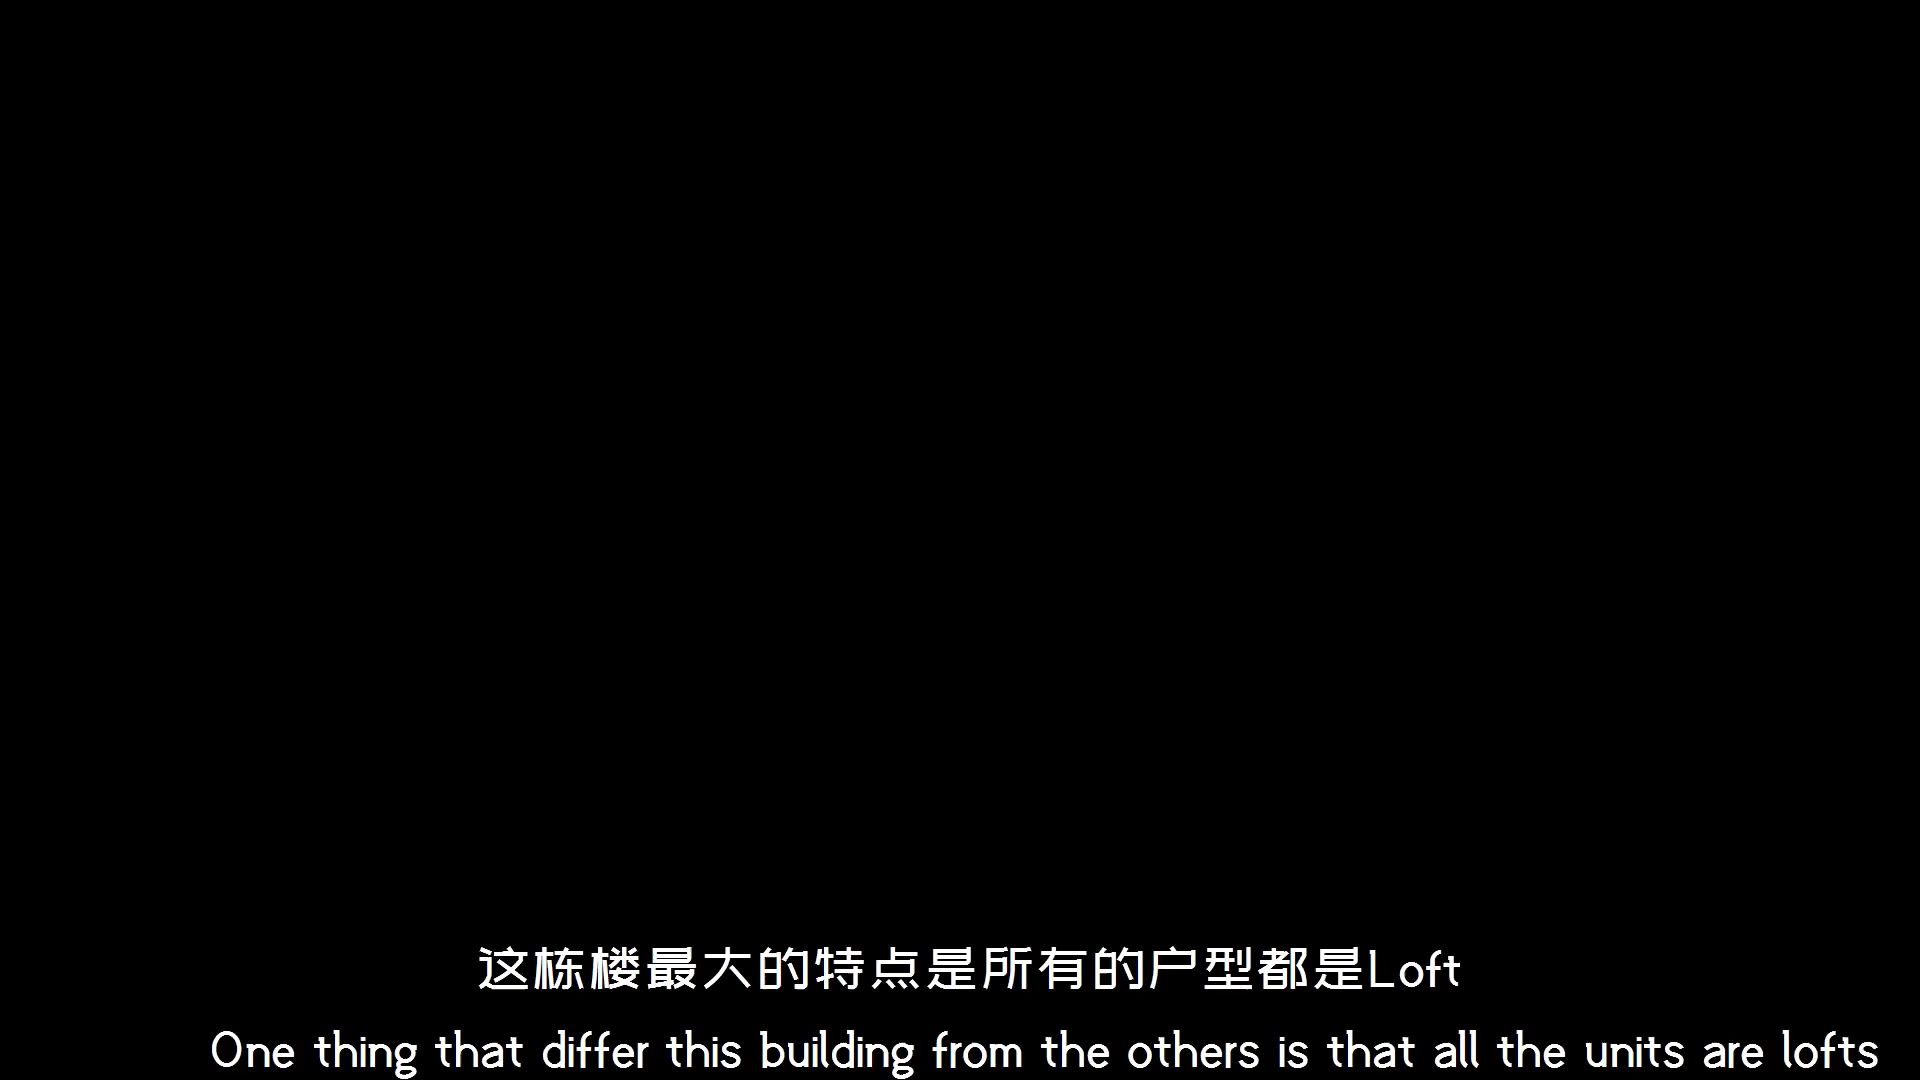 这栋楼最大的特点是所有的户型都是Loft
One thing that differ this building from the others is that all the units are lofts